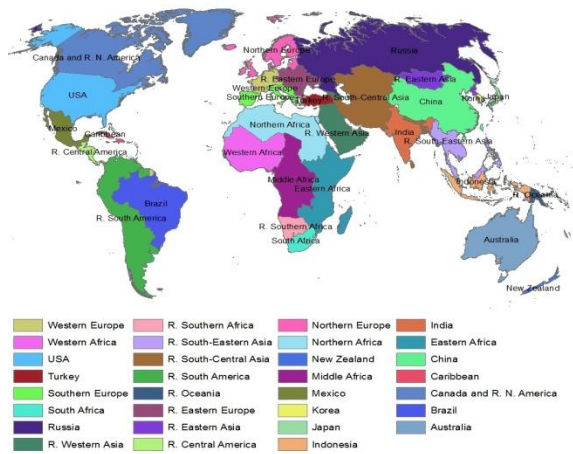 Northern Europe
Russia
Canada and R. N. America
R. Eastern Europe
R. Eastern Asia
Western Europe
USA
Southern Europe
Turkey
R. South-Central Asia
China
Korea
Japan
Mexico
Northern Africa
R. Western Asia
India
Caribbean
R. South-Eastern Asia
R. Central America
Western Africa
Middle Africa
Eastern Africa
Indonesia
R. Oceania
Brazil
R. South America
R. Southern Africa
South Africa
Australia
New Zealand
Western Europe
R. Southern Africa
Northern Europe
India
Western Africa
R. South-Eastern Asia
Northern Africa
Eastern Africa
USA
R. South-Central Asia
New Zealand
China
Turkey
R. South America
Middle Africa
Caribbean
Southern Europe
R. Oceania
Mexico
Canada and R. N. America
South Africa
R. Eastern Europe
Korea
Brazil
Russia
R. Eastern Asia
Japan
Australia
R. Western Asia
R. Central America
Indonesia